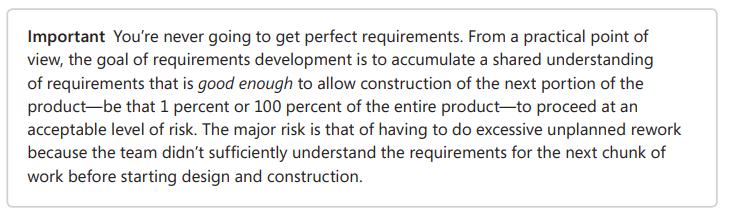 Important You’re never going to get perfect requirements. From a practical point of
view, the goal of requirements development is to accumulate a shared understanding
of requirements that is good enough to allow construction of the next portion of the
product—be that 1 percent or 100 percent of the entire product—to proceed at an
acceptable level of risk. The major risk is that of having to do excessive unplanned rework
because the team didn’t sufficiently understand the requirements for the next chunk of
work before starting design and construction.